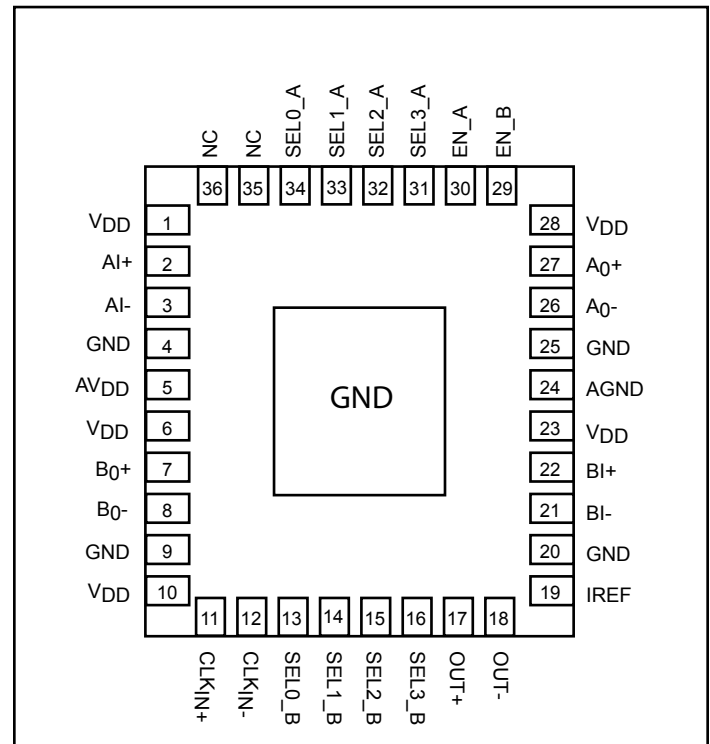 NC
NC
SEL0_A
SEL1_A
SEL2_A
SEL3_A
EN_A
EN_B
36 35 34 33 32 31 30 29
VDD 1
AI+ 2
AI- 3
GND 4
AVDD 5
VDD 6
B0+ 7
B0- 8
GND 9
VDD 10
GND
28 VDD
27 A0+
26 A0-
25 GND
24 AGND
23 VDD
22 BI+
21 BI-
20 GND
19 IREF
11 12 13 14 15 16 17 18
CLKIN+
CLKIN-
SEL0_B
SEL1_B
SEL2_B
SEL3_B
OUT+
OUT-